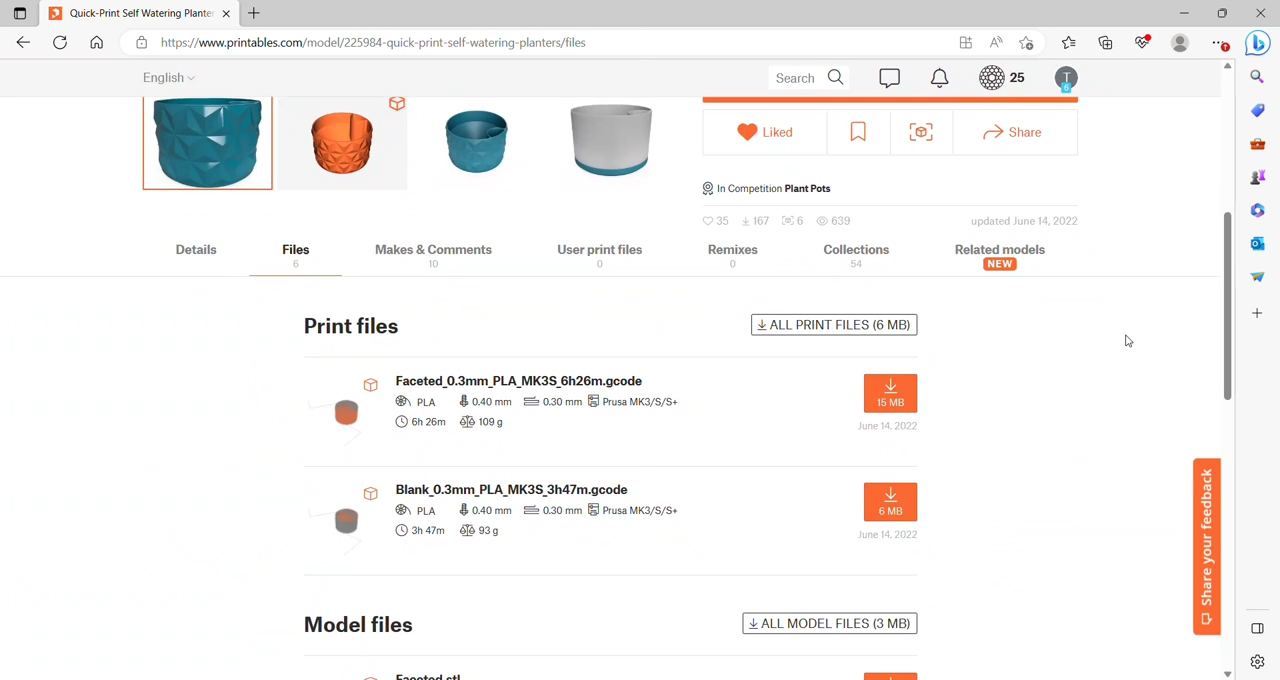 Quick-Print Self Watering Plante
https://www.printables.com/model/225984-quick-print-self-watering-planters/files
English
Search
25
T
6
Liked
Share
In Competition Plant Pots
35 167 6 639 updated June 14, 2022
Details Files Makes & Comments User print files Remixes Collections Related models
6 10 0 0 54 NEW
Print files
ALL PRINT FILES (6 MB)
Faceted_0.3mm_PLA_MK3S_6h26m.gcode
PLA 0.40 mm 0.30 mm Prusa MK3/S/S+
15 MB
6h 26m 109 g
June 14, 2022
Blank_0.3mm_PLA_MK3S_3h47m.gcode
PLA 0.40 mm 0.30 mm Prusa MK3/S/S+
6 MB
3h 47m 93 g
June 14, 2022
Share your feedback
Model files
ALL MODEL FILES (3 MB)
Faceted.stl